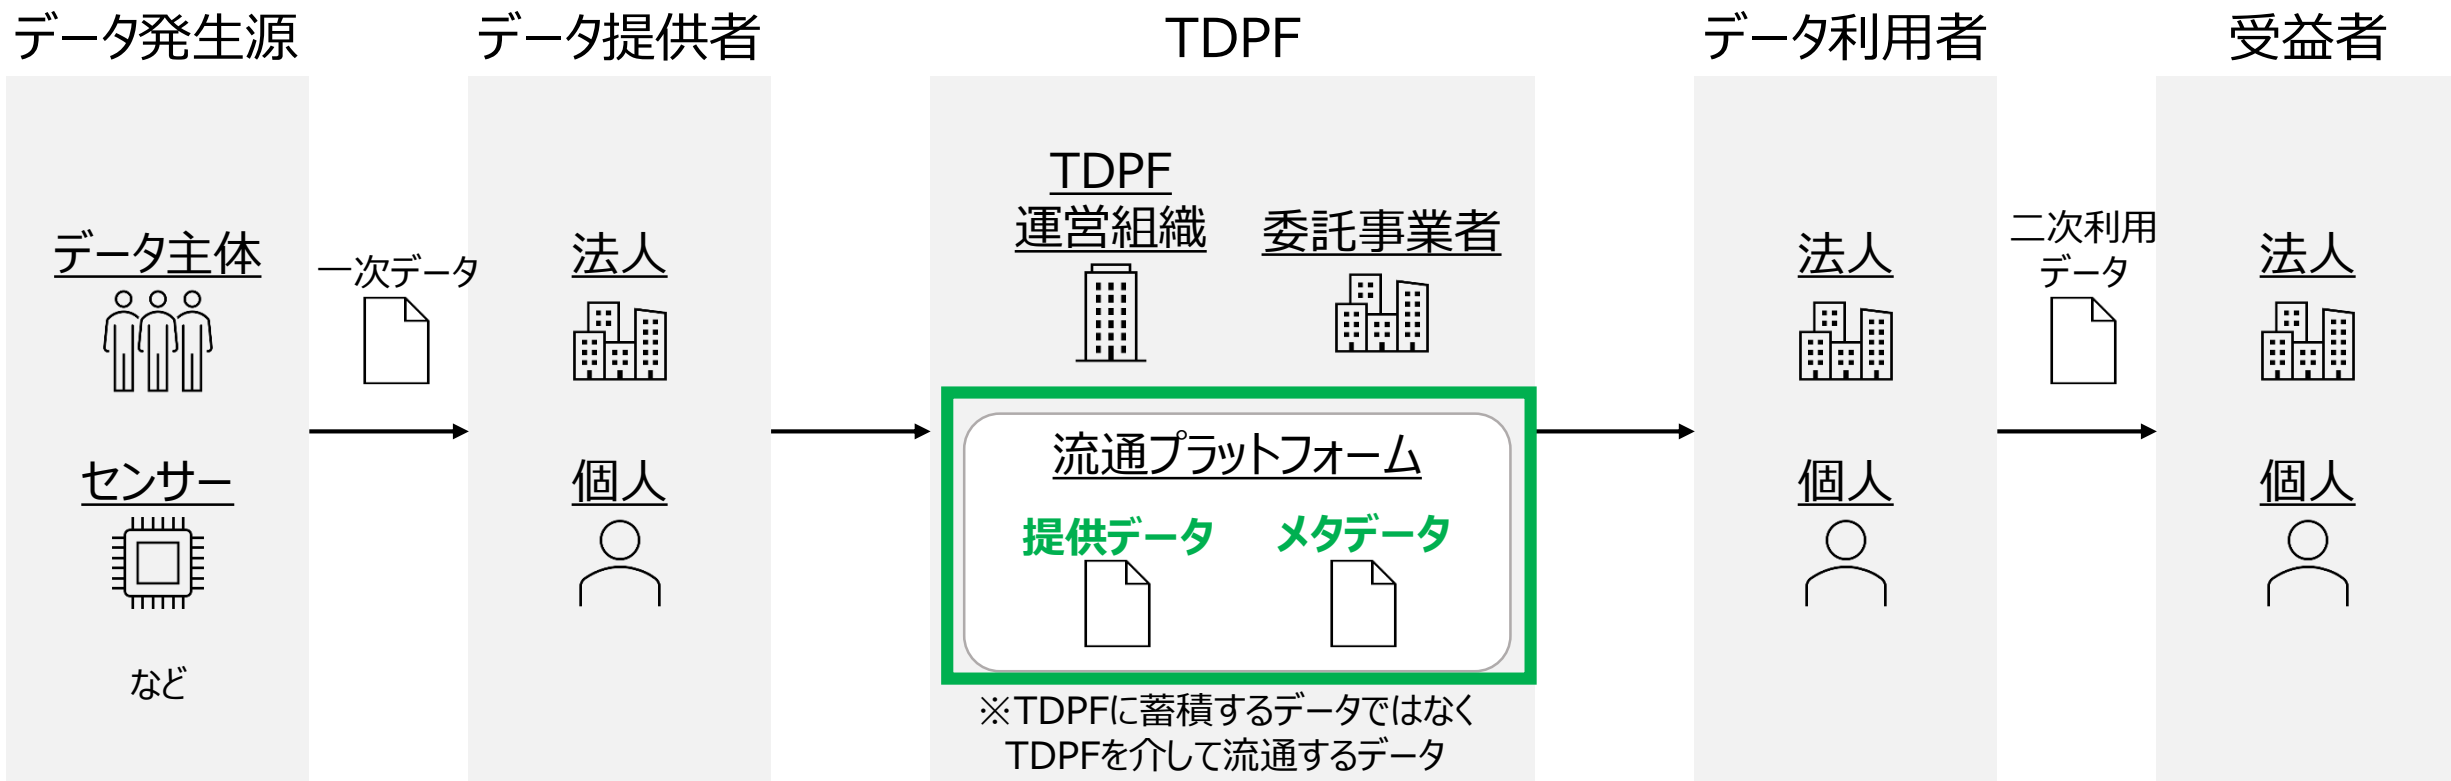 データ発生源
データ提供者
TDPF
データ利用者
受益者
データ主体
センサー
など
一次データ
法人
個人
TDPF
運営組織
委託事業者
流通プラットフォーム
提供データ
メタデータ
※TDPFに蓄積するデータではなく
TDPFを介して流通するデータ
法人
個人
二次利用
データ
法人
個人